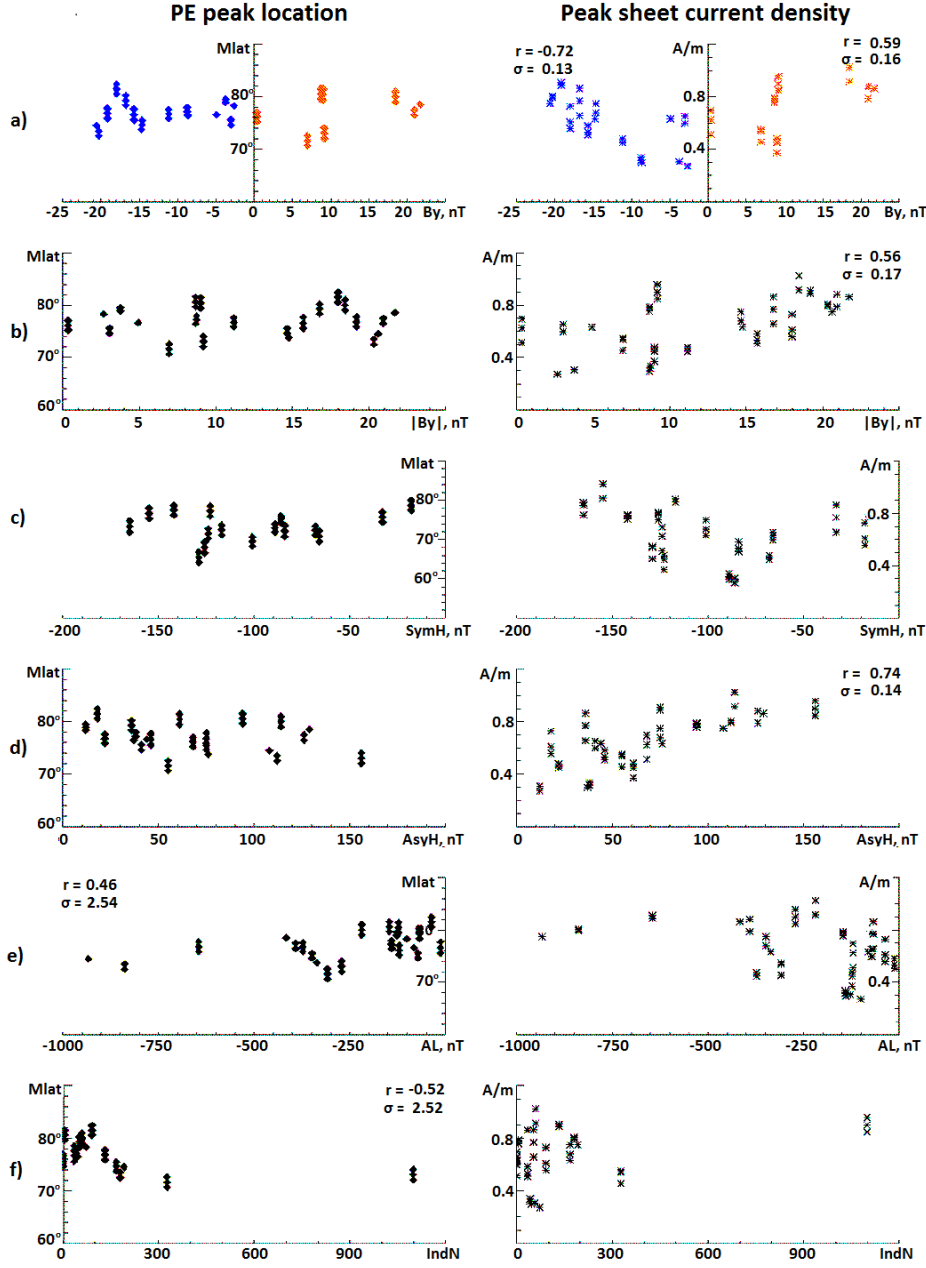 PE peak location Peak sheet current density
a)
Mlat
80°
70°
-25 -20 -15 -10 -5 0 5 10 15 20 By, nT
r = -0.72
σ = 0.13
A/m
r = 0.59
σ = 0.16
0.8
0.4
-25 -20 -15 -10 -5 0 5 10 15 20 By, nT
b)
Mlat
80°
70°
60°
0 5 10 15 20 |By|, nT
A/m
r = 0.56
σ = 0.17
0.8
0.4
0 5 10 15 20 |By|, nT
c)
Mlat
80°
70°
60°
-200 -150 -100 -50 SymH, nT
A/m
0.8
0.4
-200 -150 -100 -50 SymH, nT
d)
Mlat
80°
70°
60°
0 50 100 150 AsyH, nT
A/m
r = 0.74
σ = 0.14
0.8
0.4
0 50 100 150 AsyH, nT
e)
r = 0.46
σ = 2.54
Mlat
70°
-1000 -750 -500 -250 AL, nT
A/m
0.4
-1000 -750 -500 -250 AL, nT
f)
Mlat
r = -0.52
σ = 2.52
80°
70°
60°
0 300 600 900 IndN
A/m
0.8
0.4
0 300 600 900 IndN